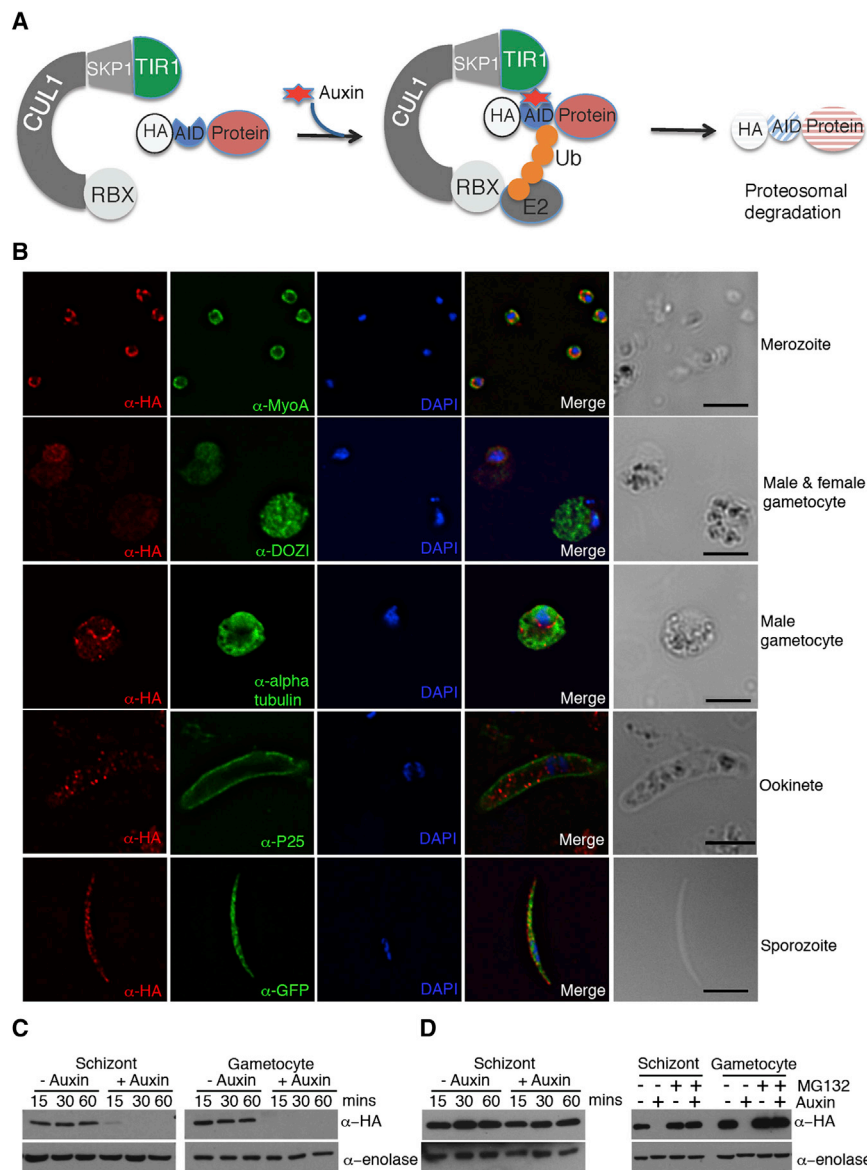 A
CUL1
SKP1
TIR1
HA
AID
Protein
RBX
Auxin
CUL1
SKP1
TIR1
HA
AID
Protein
Ub
RBX
E2
HA
AID
Protein
Proteosomal
degradation
B
α-HA
α-MyoA
DAPI
Merge
Merozoite
α-HA
α-DOZI
DAPI
Merge
Male & female
gametocyte
α-HA
α-alpha
tubulin
DAPI
Merge
Male
gametocyte
α-HA
α-P25
DAPI
Merge
Ookinete
α-HA
α-GFP
DAPI
Merge
Sporozoite
C
Schizont Gametocyte
- Auxin + Auxin - Auxin + Auxin
15 30 60 15 30 60 mins 15 30 60 15 30 60
α-HA
α-enolase
D
Schizont
- Auxin + Auxin
mins 15 30 60 15 30 60
Schizont Gametocyte
- - + + - - + + MG132
- + - + - + - + Auxin
α-HA
α-enolase